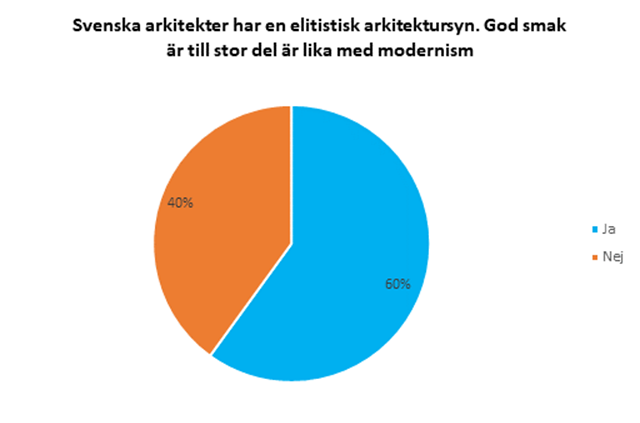 Svenska arkitekter har en elitistisk arkitektursyn. God smak
är till stor del är lika med modernism
40%
60%
Ja
Nej